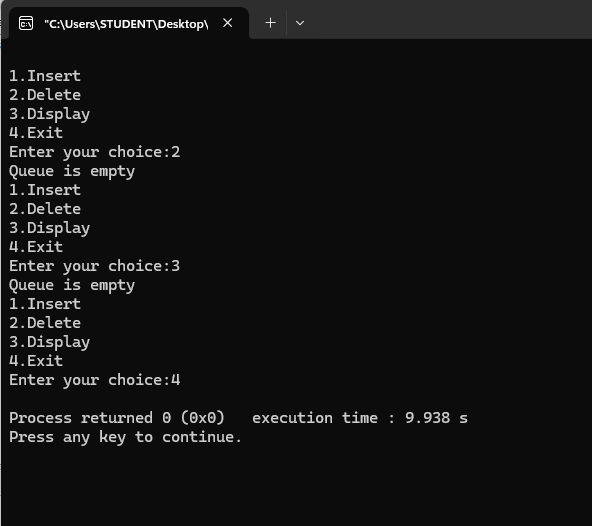 "C:\Users\STUDENT\Desktop\
1.Insert
2.Delete
3.Display
4.Exit
Enter your choice:2
Queue is empty
1.Insert
2.Delete
3.Display
4.Exit
Enter your choice:3
Queue is empty
1.Insert
2.Delete
3.Display
4.Exit
Enter your choice:4
Process returned 0 (0x0)   execution time : 9.938 s
Press any key to continue.